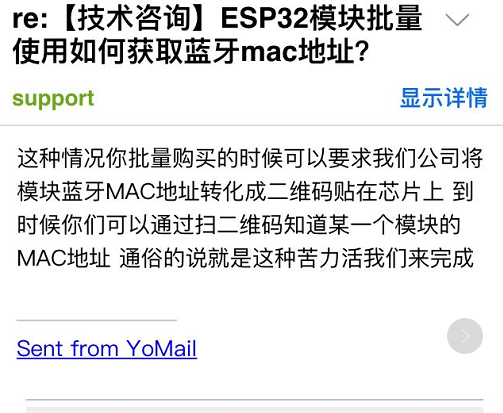 re:【技术咨询】ESP32模块批量
使用如何获取蓝牙mac地址?
support
显示详情
这种情况你批量购买的时候可以要求我们公司将
模块蓝牙MAC地址转化成二维码贴在芯片上 到
时候你们可以通过扫二维码知道某一个模块的
MAC地址 通俗的说就是这种苦力活我们来完成
Sent from YoMail